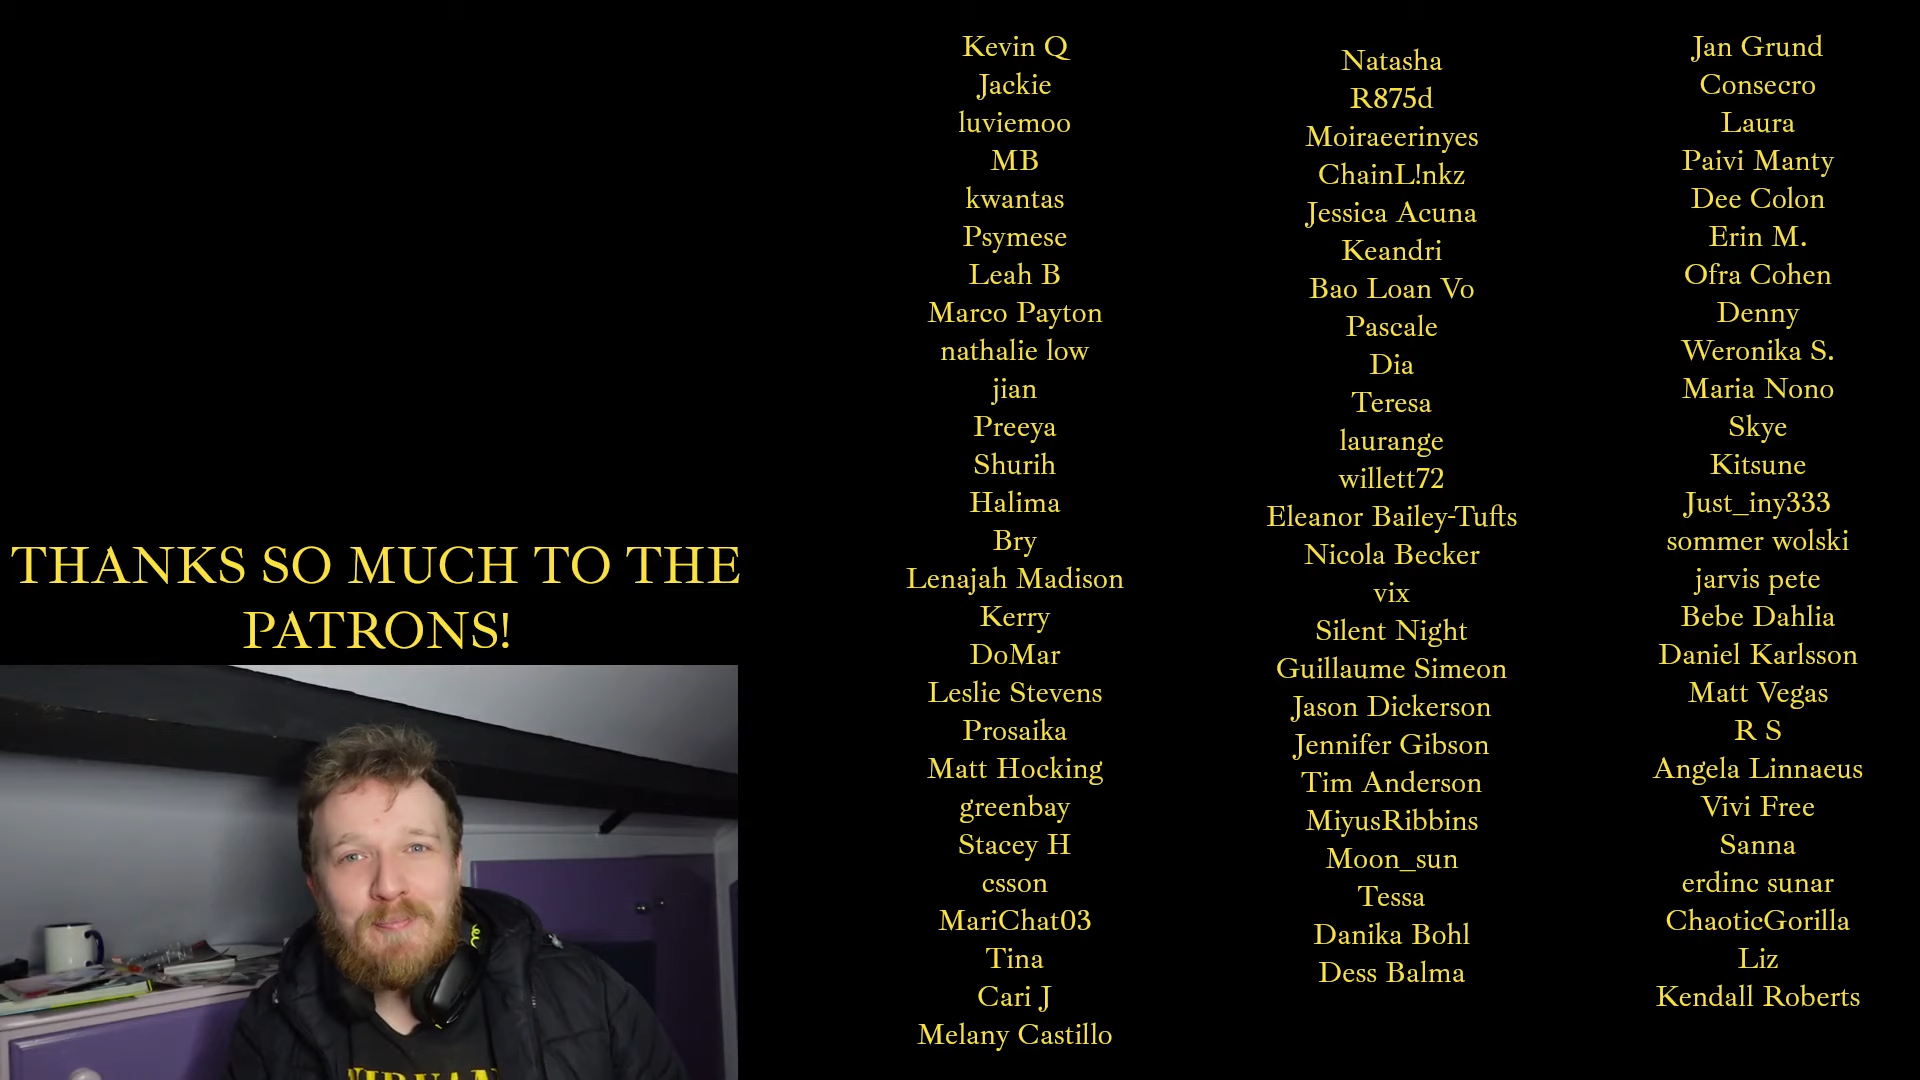 THANKS SO MUCH TO THE
PATRONS!
Kevin Q
Jackie
luviemoo
MB
kwantas
Psymese
Leah B
Marco Payton
nathalie low
jian
Preeya
Shurih
Halima
Bry
Lenajah Madison
Kerry
DoMar
Leslie Stevens
Prosaika
Matt Hocking
greenbay
Stacey H
csson
MariChat03
Tina
Cari J
Melany Castillo
Natasha
R875d
Moiraeerinyes
ChainL!nkz
Jessica Acuna
Keandri
Bao Loan Vo
Pascale
Dia
Teresa
laurange
willett72
Eleanor Bailey-Tufts
Nicola Becker
vix
Silent Night
Guillaume Simeon
Jason Dickerson
Jennifer Gibson
Tim Anderson
MiyusRibbins
Moon_sun
Tessa
Danika Bohl
Dess Balma
Jan Grund
Consecro
Laura
Paivi Manty
Dee Colon
Erin M.
Ofra Cohen
Denny
Weronika S.
Maria Nono
Skye
Kitsune
Just_iny333
sommer wolski
jarvis pete
Bebe Dahlia
Daniel Karlsson
Matt Vegas
R S
Angela Linnaeus
Vivi Free
Sanna
erdinc sunar
ChaoticGorilla
Liz
Kendall Roberts